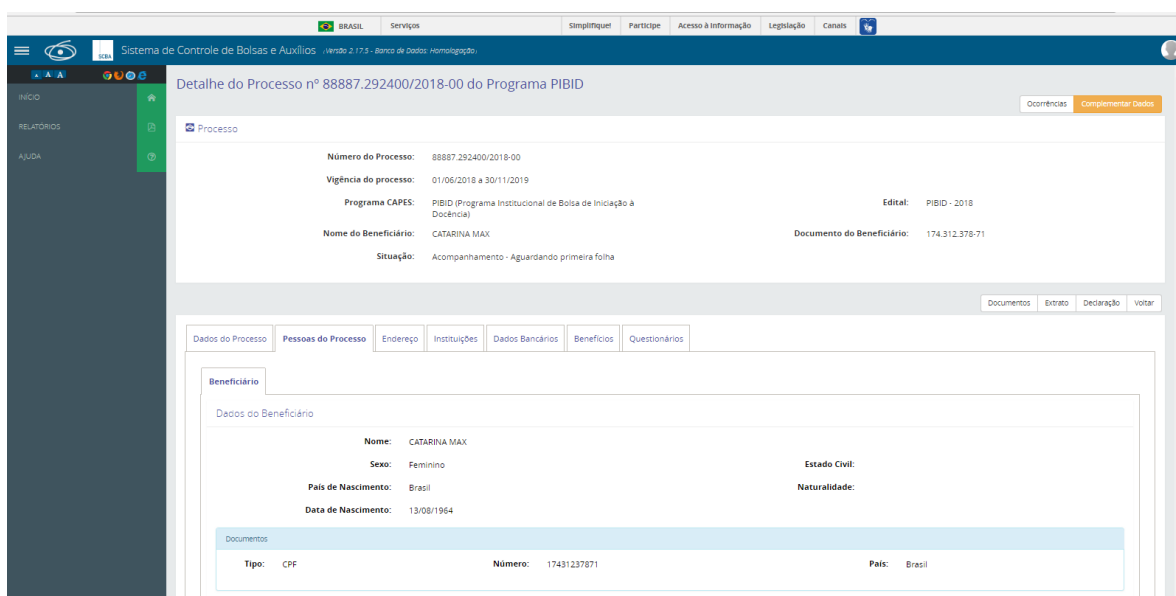 BRASIL Serviços Simplifique! Participe Acesso à informação Legislação Canais
SCBA Sistema de Controle de Bolsas e Auxílios (Versão 2.17.5 - Banco de Dados: Homologação)
A A A
INÍCIO
RELATÓRIOS
AJUDA
Detalhe do Processo nº 88887.292400/2018-00 do Programa PIBID
Ocorrências Complementar Dados
Processo
Número do Processo: 88887.292400/2018-00
Vigência do processo: 01/06/2018 a 30/11/2019
Programa CAPES: PIBID (Programa Institucional de Bolsa de Iniciação à Edital: PIBID - 2018
Docência)
Nome do Beneficiário: CATARINA MAX Documento do Beneficiário: 174.312.378-71
Situação: Acompanhamento - Aguardando primeira folha
Documentos Extrato Declaração Voltar
Dados do Processo Pessoas do Processo Endereço Instituições Dados Bancários Benefícios Questionários
Beneficiário
Dados do Beneficiário
Nome: CATARINA MAX
Sexo: Feminino Estado Civil:
País de Nascimento: Brasil Naturalidade:
Data de Nascimento: 13/08/1964
Documentos
Tipo: CPF Número: 17431237871 País: Brasil